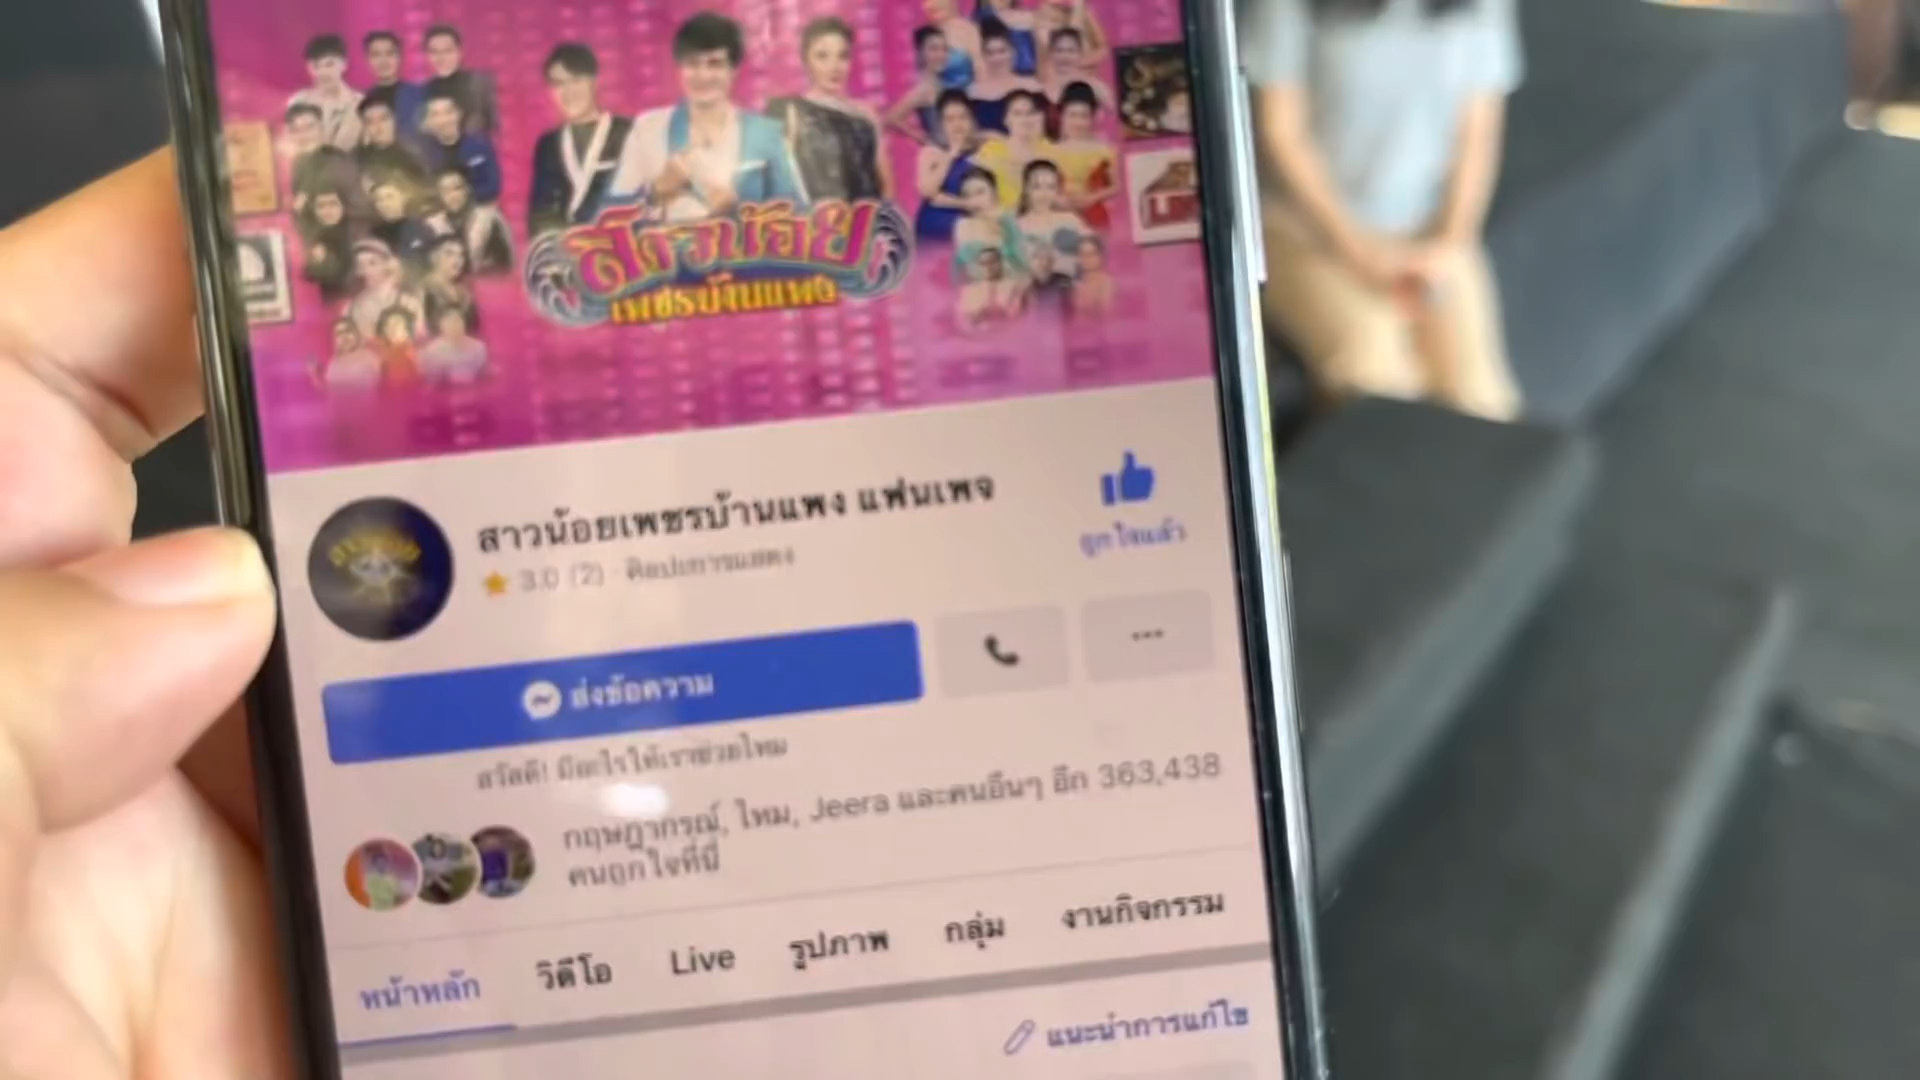 สาวน้อย
เพชรบ้านแพง
สาวน้อยเพชรบ้านแพง แฟนเพจ
ถูกใจแล้ว
3.0 (2) · ศิลปะการแสดง
ส่งข้อความ
สวัสดี! มีอะไรให้เราช่วยไหม
กฤษฎากรณ์, ไหม, Jeera และคนอื่นๆ อีก 363,438
คนถูกใจที่นี่
หน้าหลัก วิดีโอ Live รูปภาพ กลุ่ม งานกิจกรรม
แนะนำการแก้ไข